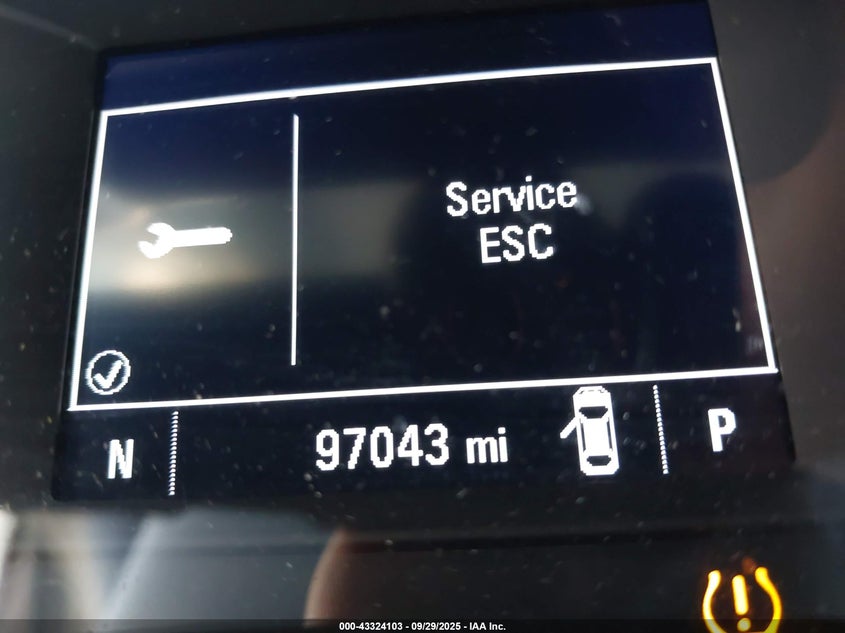 Service
ESC
N
97043 mi
P
000-43324103 - 09/29/2025 - IAA Inc.